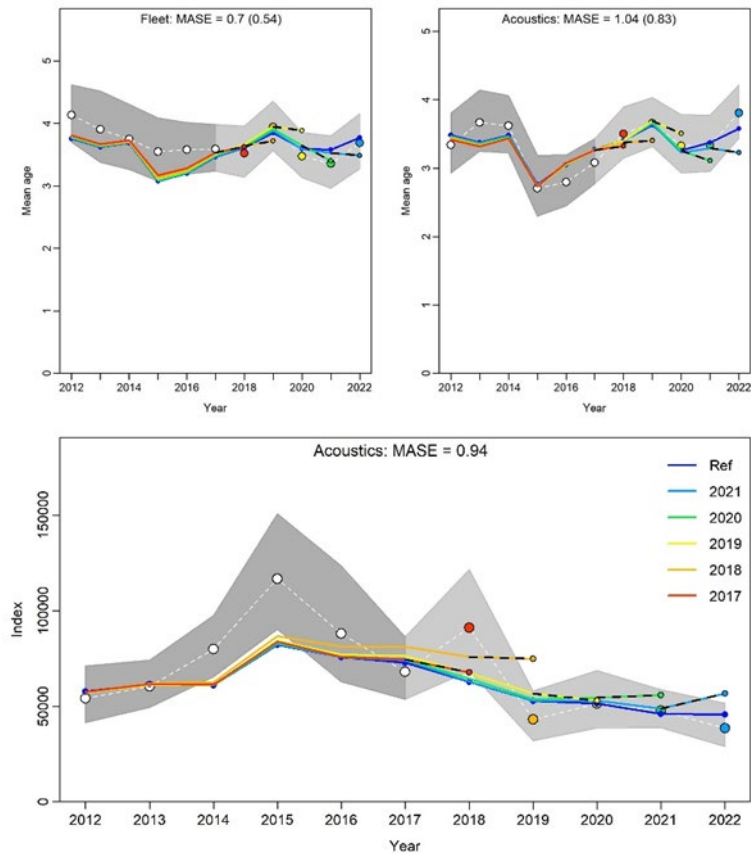 Fleet: MASE = 0.7 (0.54)
Mean age
0 1 2 3 4 5
2012 2014 2016 2018 2020 2022
Year
Acoustics: MASE = 1.04 (0.83)
Mean age
0 1 2 3 4 5
2012 2014 2016 2018 2020 2022
Year
Acoustics: MASE = 0.94
Index
0 50000 100000 150000
Ref
2021
2020
2019
2018
2017
2012 2013 2014 2015 2016 2017 2018 2019 2020 2021 2022
Year